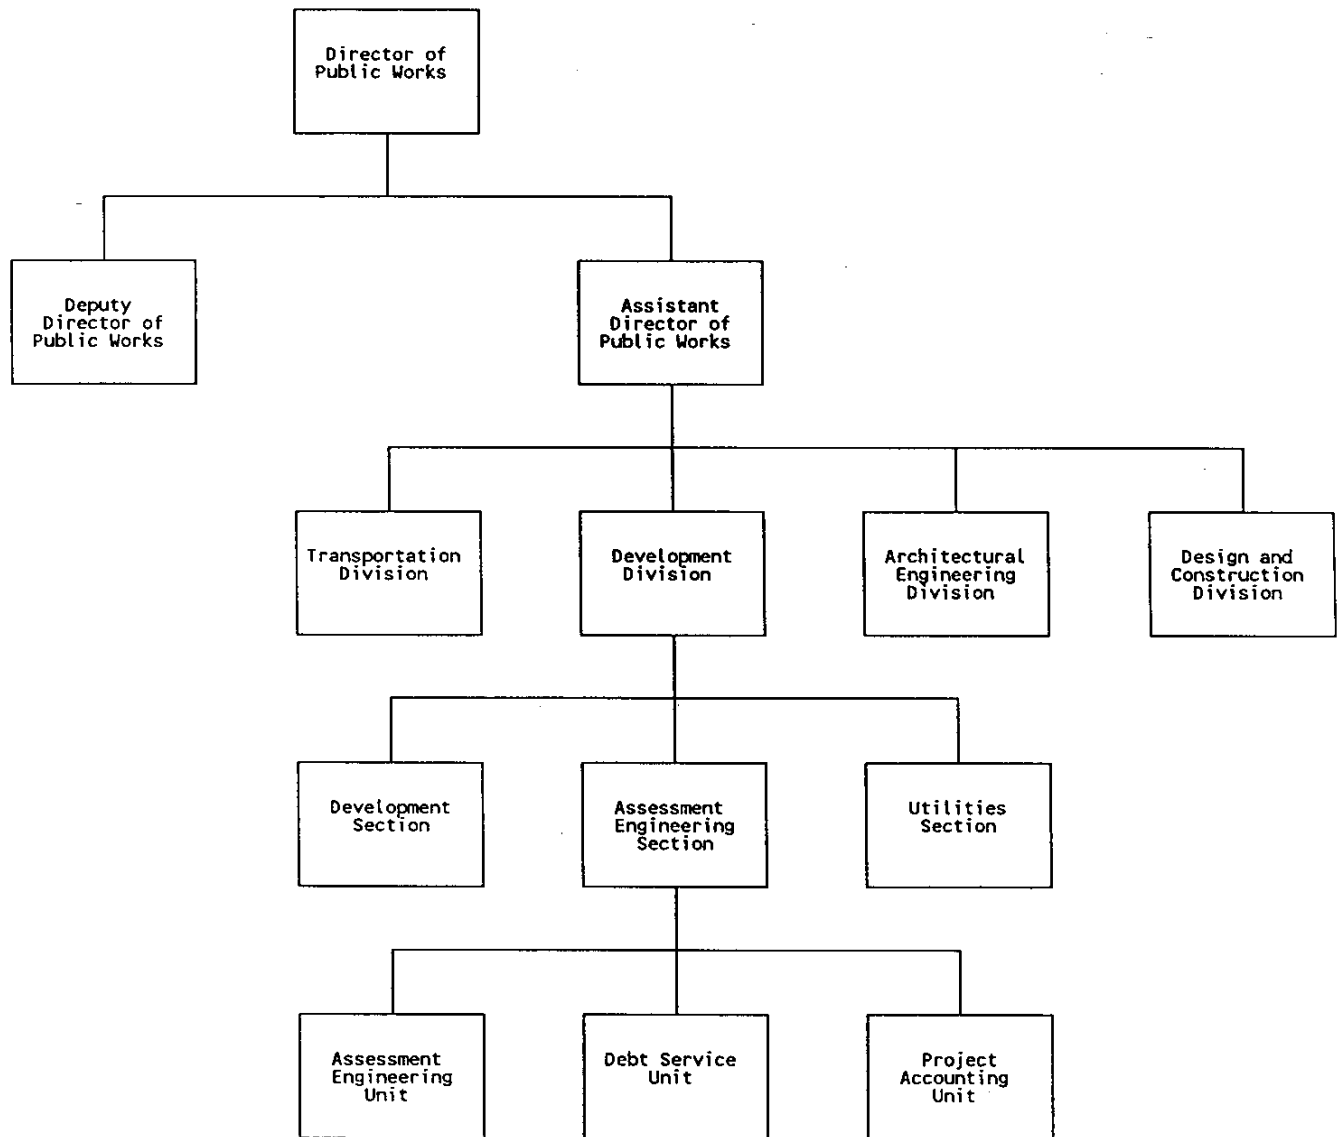 Director of
Public Works
Deputy
Director of
Public Works
Assistant
Director of
Public Works
Transportation
Division
Development
Division
Architectural
Engineering
Division
Design and
Construction
Division
Development
Section
Assessment
Engineering
Section
Utilities
Section
Assessment
Engineering
Unit
Debt Service
Unit
Project
Accounting
Unit